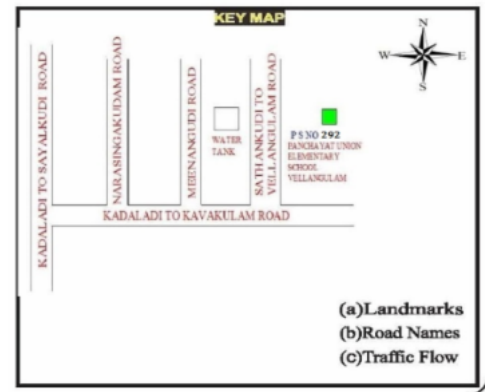 KEY MAP
N
W E
S
KADALADI TO SAYALKUDI ROAD
NARASINGAKUDAM ROAD
MEENANGUDI ROAD
WATER
TANK
SATHANKUDI TO
VELLANGULAM ROAD
PS NO 292
PANCHAYAT UNION
ELEMENTARY
SCHOOL
VELLANGULAM
KADALADI TO KAVAKULAM ROAD
(a)Landmarks
(b)Road Names
(c)Traffic Flow